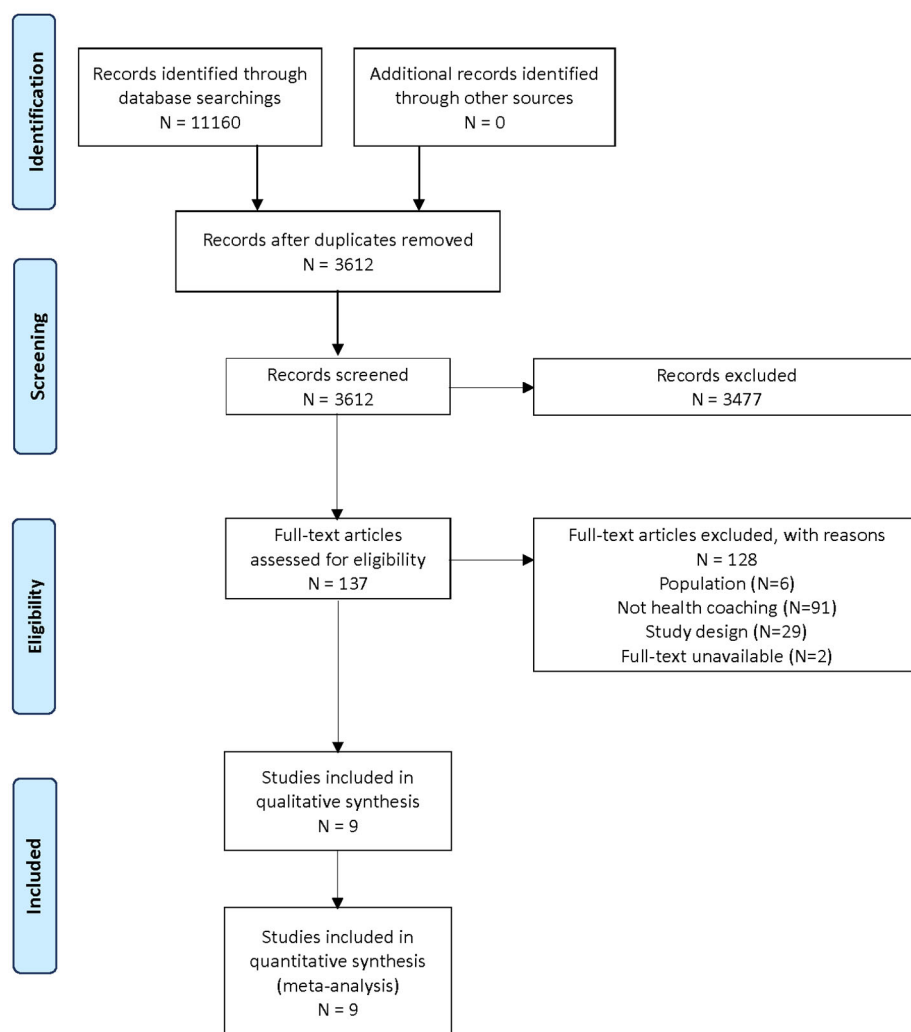 Identification
Records identified through
database searchings
N = 11160
Additional records identified
through other sources
N = 0
Records after duplicates removed
N = 3612
Screening
Records screened
N = 3612
Records excluded
N = 3477
Eligibility
Full-text articles
assessed for eligibility
N = 137
Full-text articles excluded, with reasons
N = 128
Population (N=6)
Not health coaching (N=91)
Study design (N=29)
Full-text unavailable (N=2)
Included
Studies included in
qualitative synthesis
N = 9
Studies included in
quantitative synthesis
(meta-analysis)
N = 9